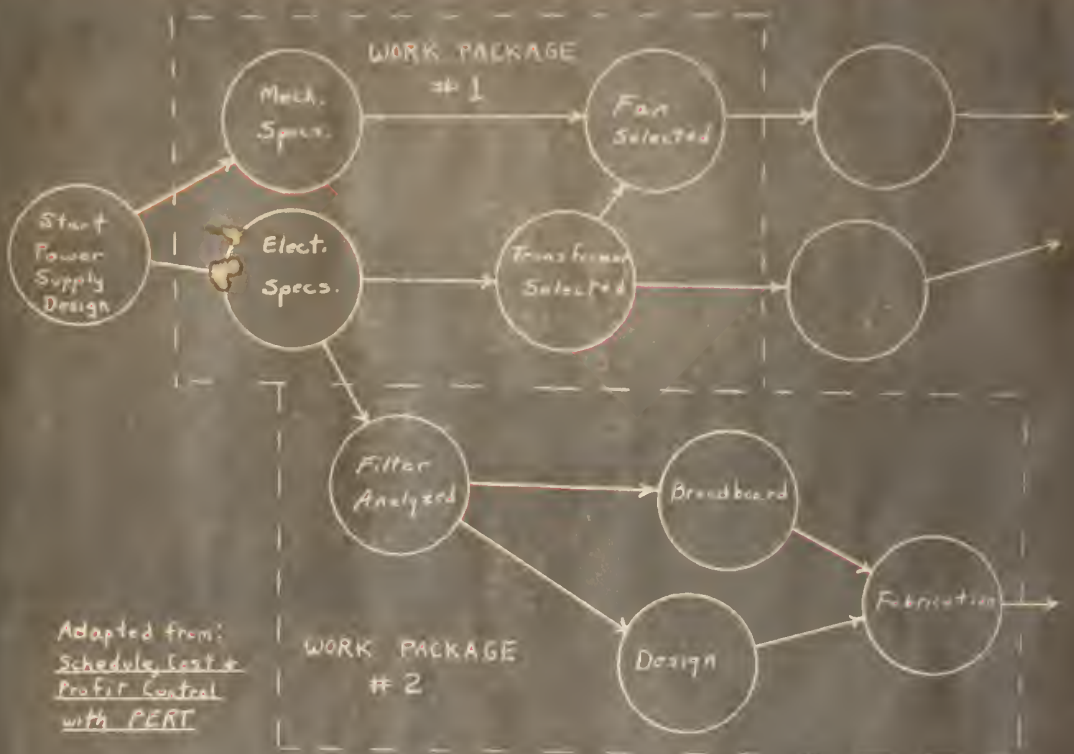 WORK PACKAGE
# 1
Mech.
Specs.
Fan
Selected
Start
Power
Supply
Design
Elect.
Specs.
Transformer
Selected
Filter
Analyzed
Breadboard
Fabrication
Design
WORK PACKAGE
# 2
Adapted from:
Schedule, Cost &
Profit Control
with PERT